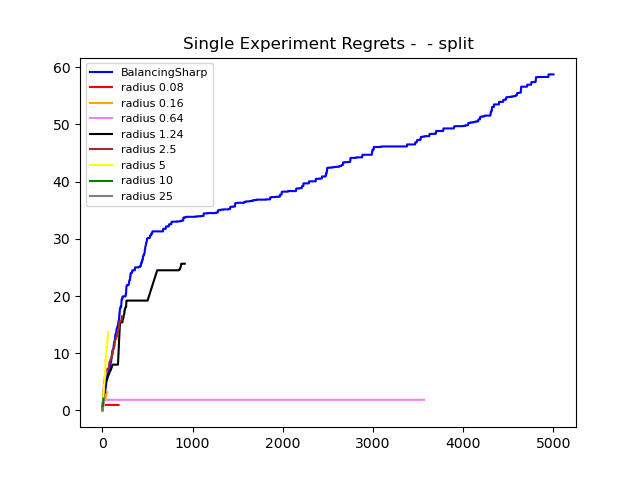 Single Experiment Regrets -  - split
BalancingSharp
radius 0.08
radius 0.16
radius 0.64
radius 1.24
radius 2.5
radius 5
radius 10
radius 25
60
50
40
30
20
10
0
0 1000 2000 3000 4000 5000